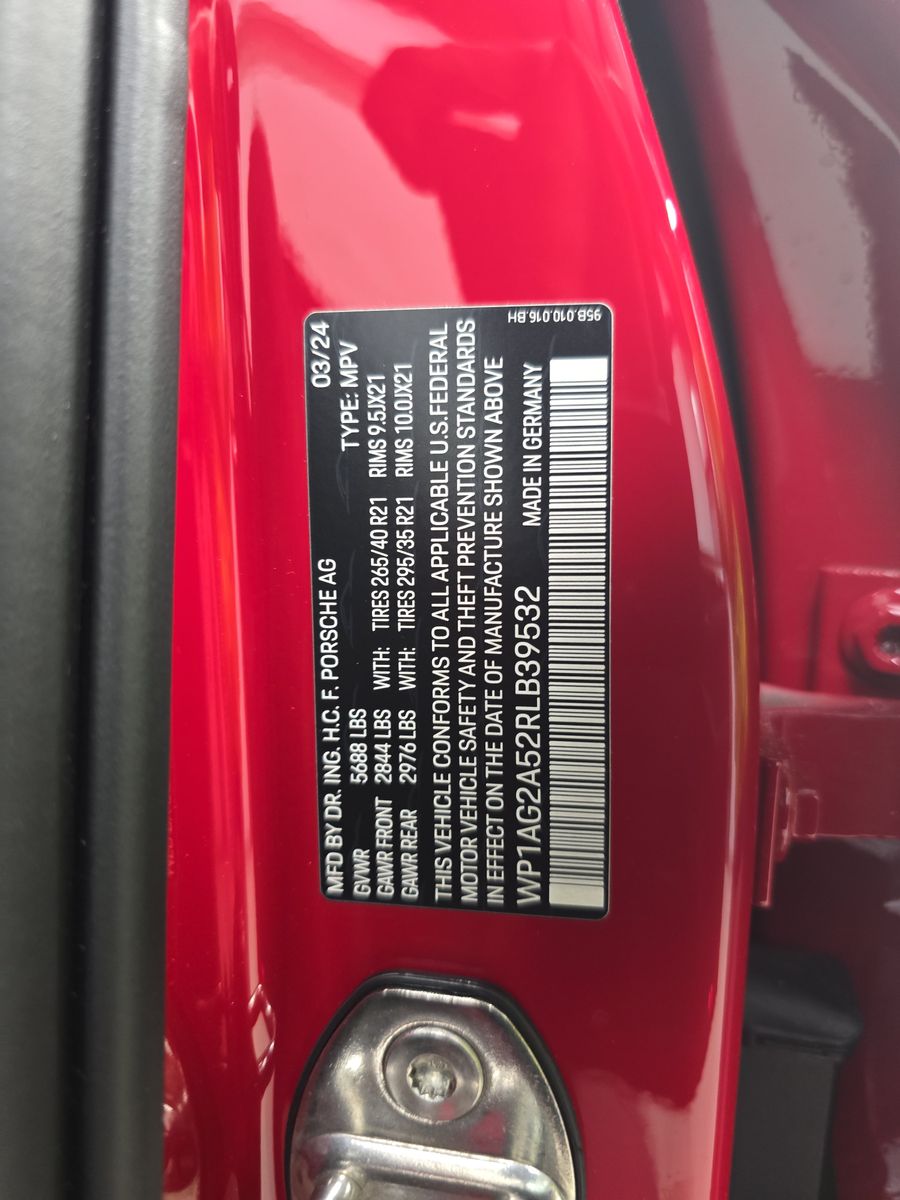 MFD BY DR. ING. H.C. F. PORSCHE AG 03/24
GVWR 5688 LBS TYPE: MPV
GAWR FRONT 2844 LBS WITH: TIRES 265/40 R21 RIMS 9.5JX21
GAWR REAR 2976 LBS WITH: TIRES 295/35 R21 RIMS 10.0JX21
THIS VEHICLE CONFORMS TO ALL APPLICABLE U.S.FEDERAL
MOTOR VEHICLE SAFETY AND THEFT PREVENTION STANDARDS
IN EFFECT ON THE DATE OF MANUFACTURE SHOWN ABOVE
WP1AG2A52RLB39532 MADE IN GERMANY
95B.010.016.BH